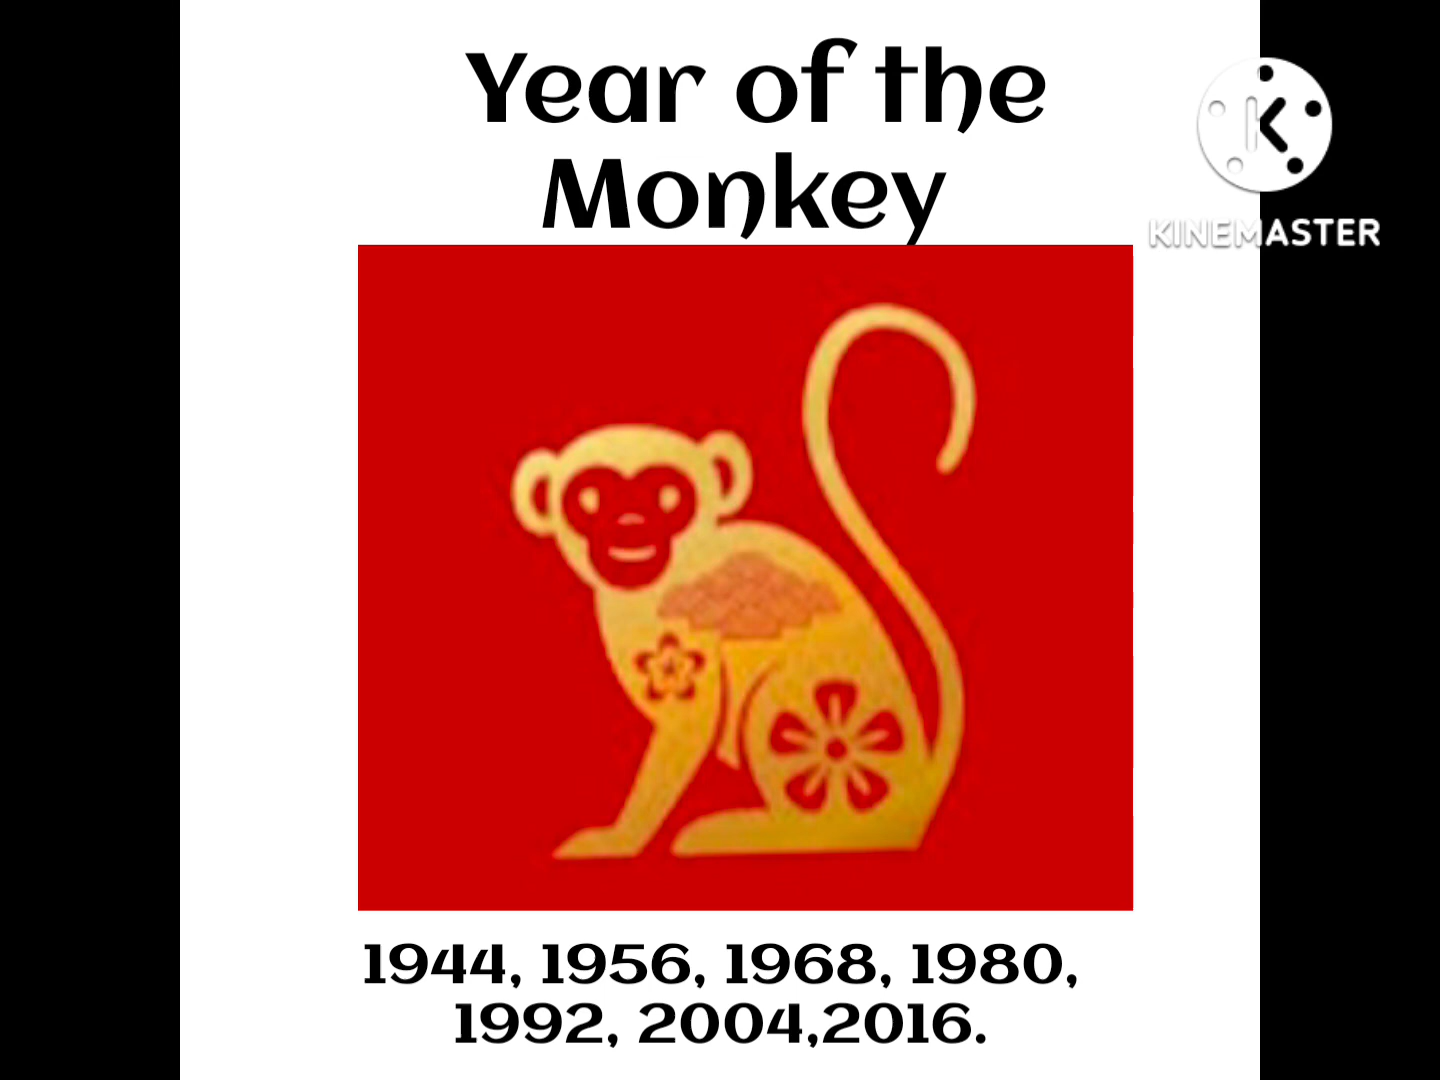 Year of the
Monkey
K
KINEMASTER
1944, 1956, 1968, 1980,
1992, 2004,2016.